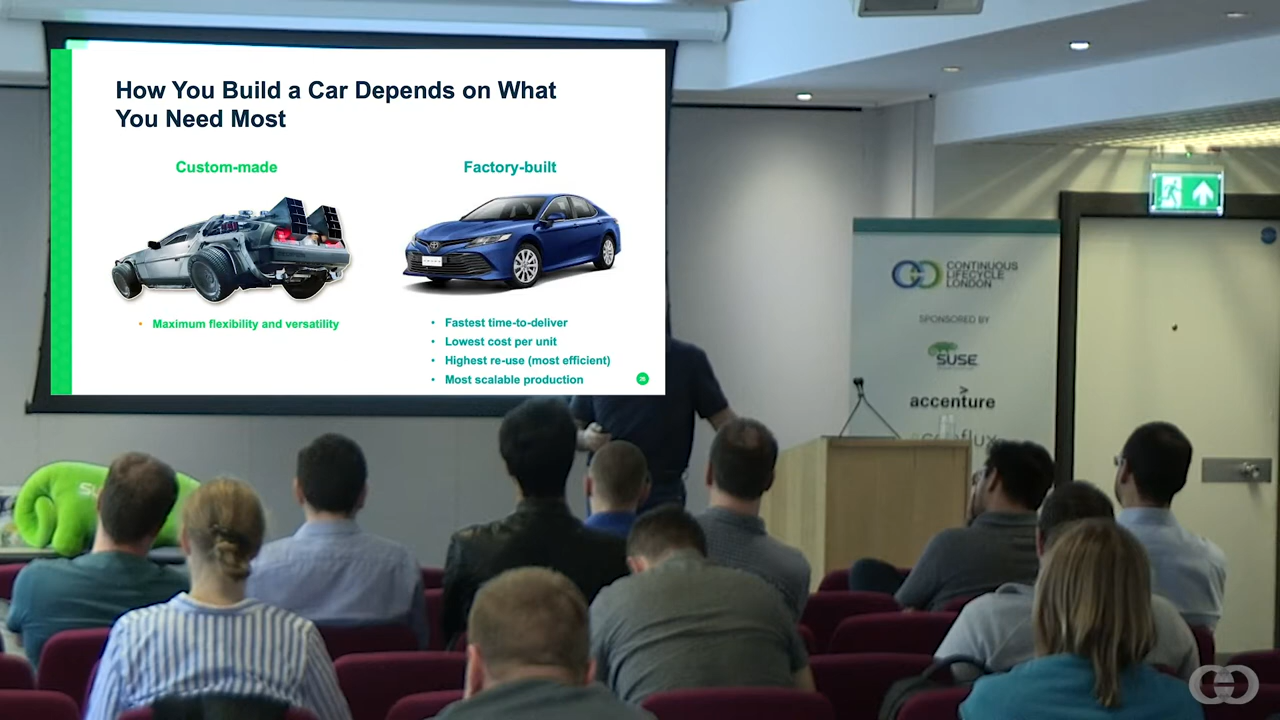 How You Build a Car Depends on What
You Need Most
Custom-made
Factory-built
• Maximum flexibility and versatility
• Fastest time-to-deliver
• Lowest cost per unit
• Highest re-use (most efficient)
• Most scalable production
CONTINUOUS
LIFECYCLE
LONDON
SPONSORED BY
SUSE
accenture